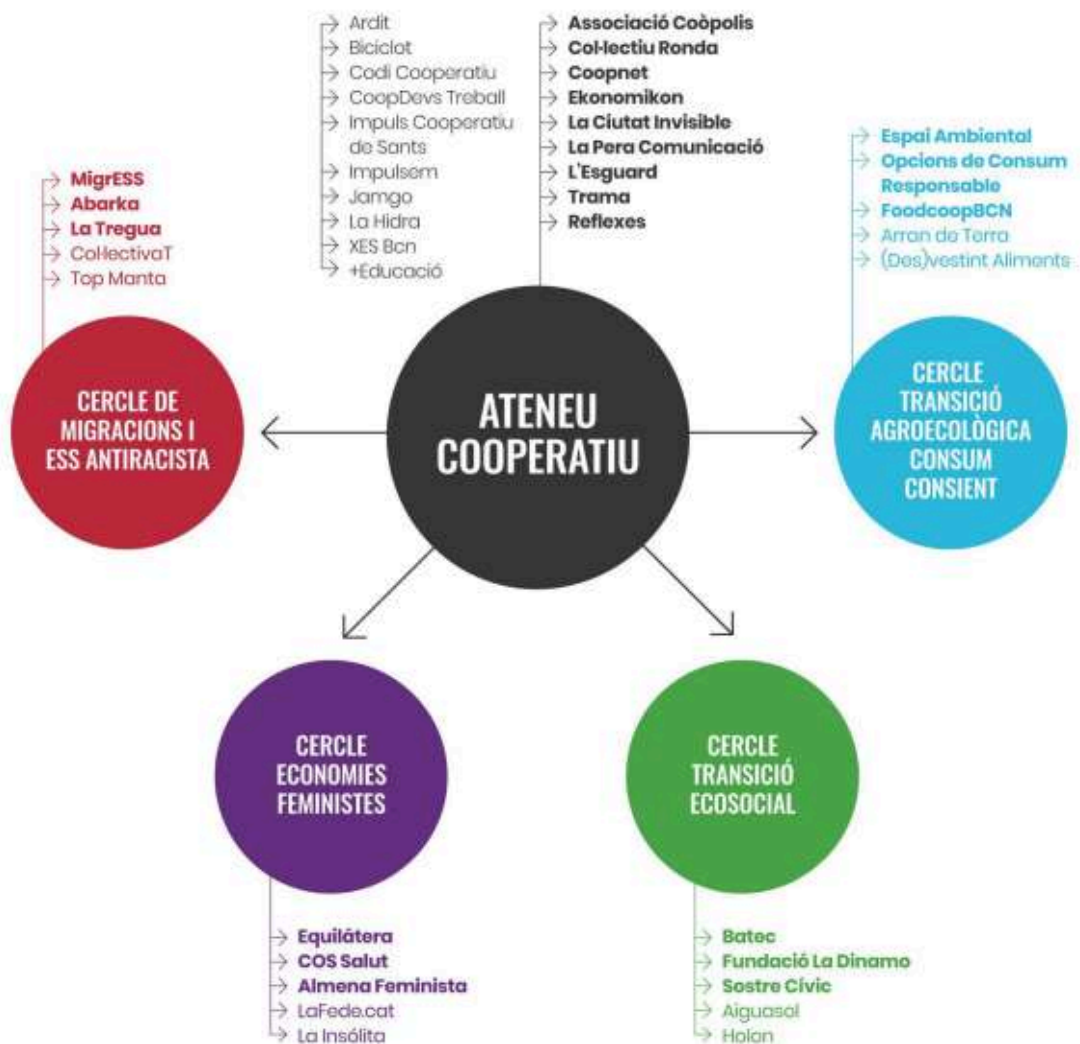 Ardit
Biciclot
Codi Cooperatiu
CoopDevs Treball
Impuls Cooperatiu
de Sants
Impulsem
Jamgo
La Hidra
XES Bcn
+Educació
Associació Coòpolis
Col·lectiu Ronda
Coopnet
Ekonomikon
La Ciutat Invisible
La Pera Comunicació
L'Esguard
Trama
Reflexes
MigrESS
Abarka
La Tregua
Col·lectivaT
Top Manta
Espai Ambiental
Opcions de Consum
Responsable
FoodcoopBCN
Arran de Terra
(Des)vestint Aliments
CERCLE DE
MIGRACIONS I
ESS ANTIRACISTA
ATENEU
COOPERATIU
CERCLE
TRANSICIÓ
AGROECOLÒGICA
CONSUM
CONSIENT
CERCLE
ECONOMIES
FEMINISTES
CERCLE
TRANSICIÓ
ECOSOCIAL
Equilátera
COS Salut
Almena Feminista
LaFede.cat
La Insólita
Batec
Fundació La Dinamo
Sostre Cívic
Aiguasol
Holon